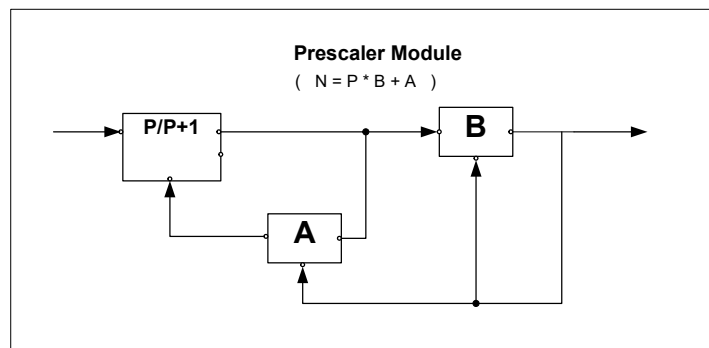 Prescaler Module
( N = P * B + A )
P/P+1
B
A